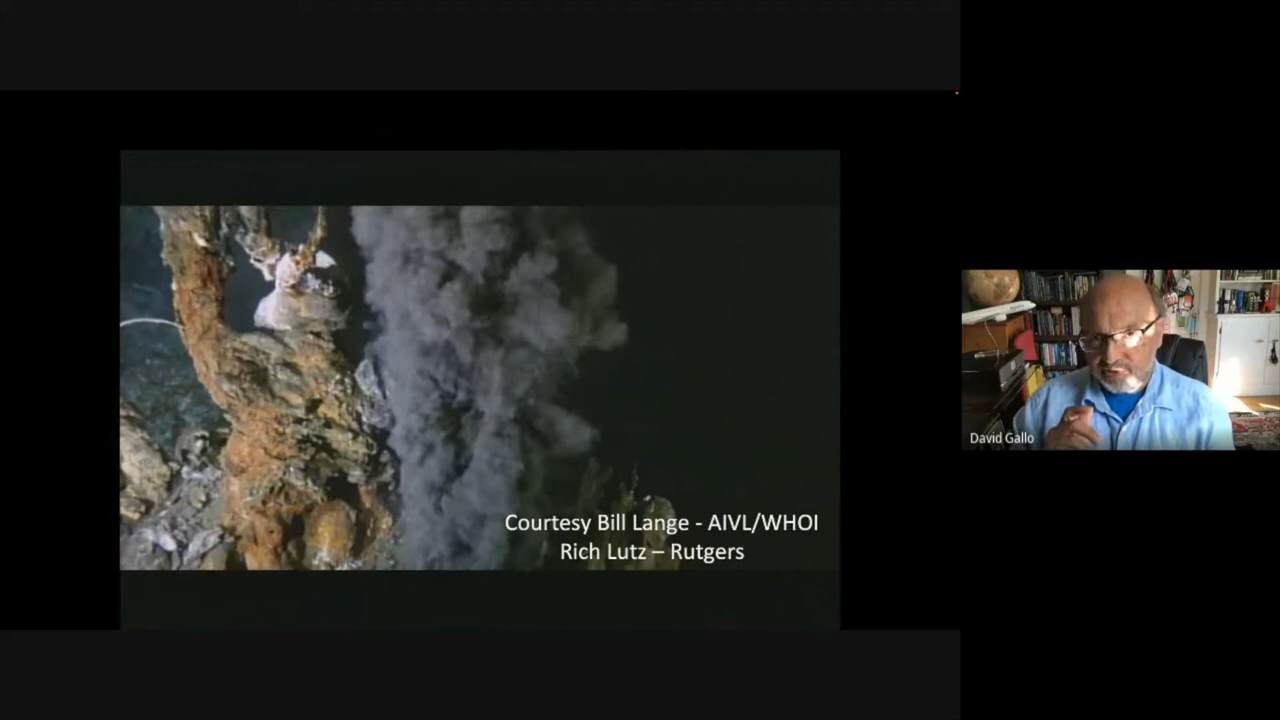 Courtesy Bill Lange - AIVL/WHOI
Rich Lutz – Rutgers
David Gallo